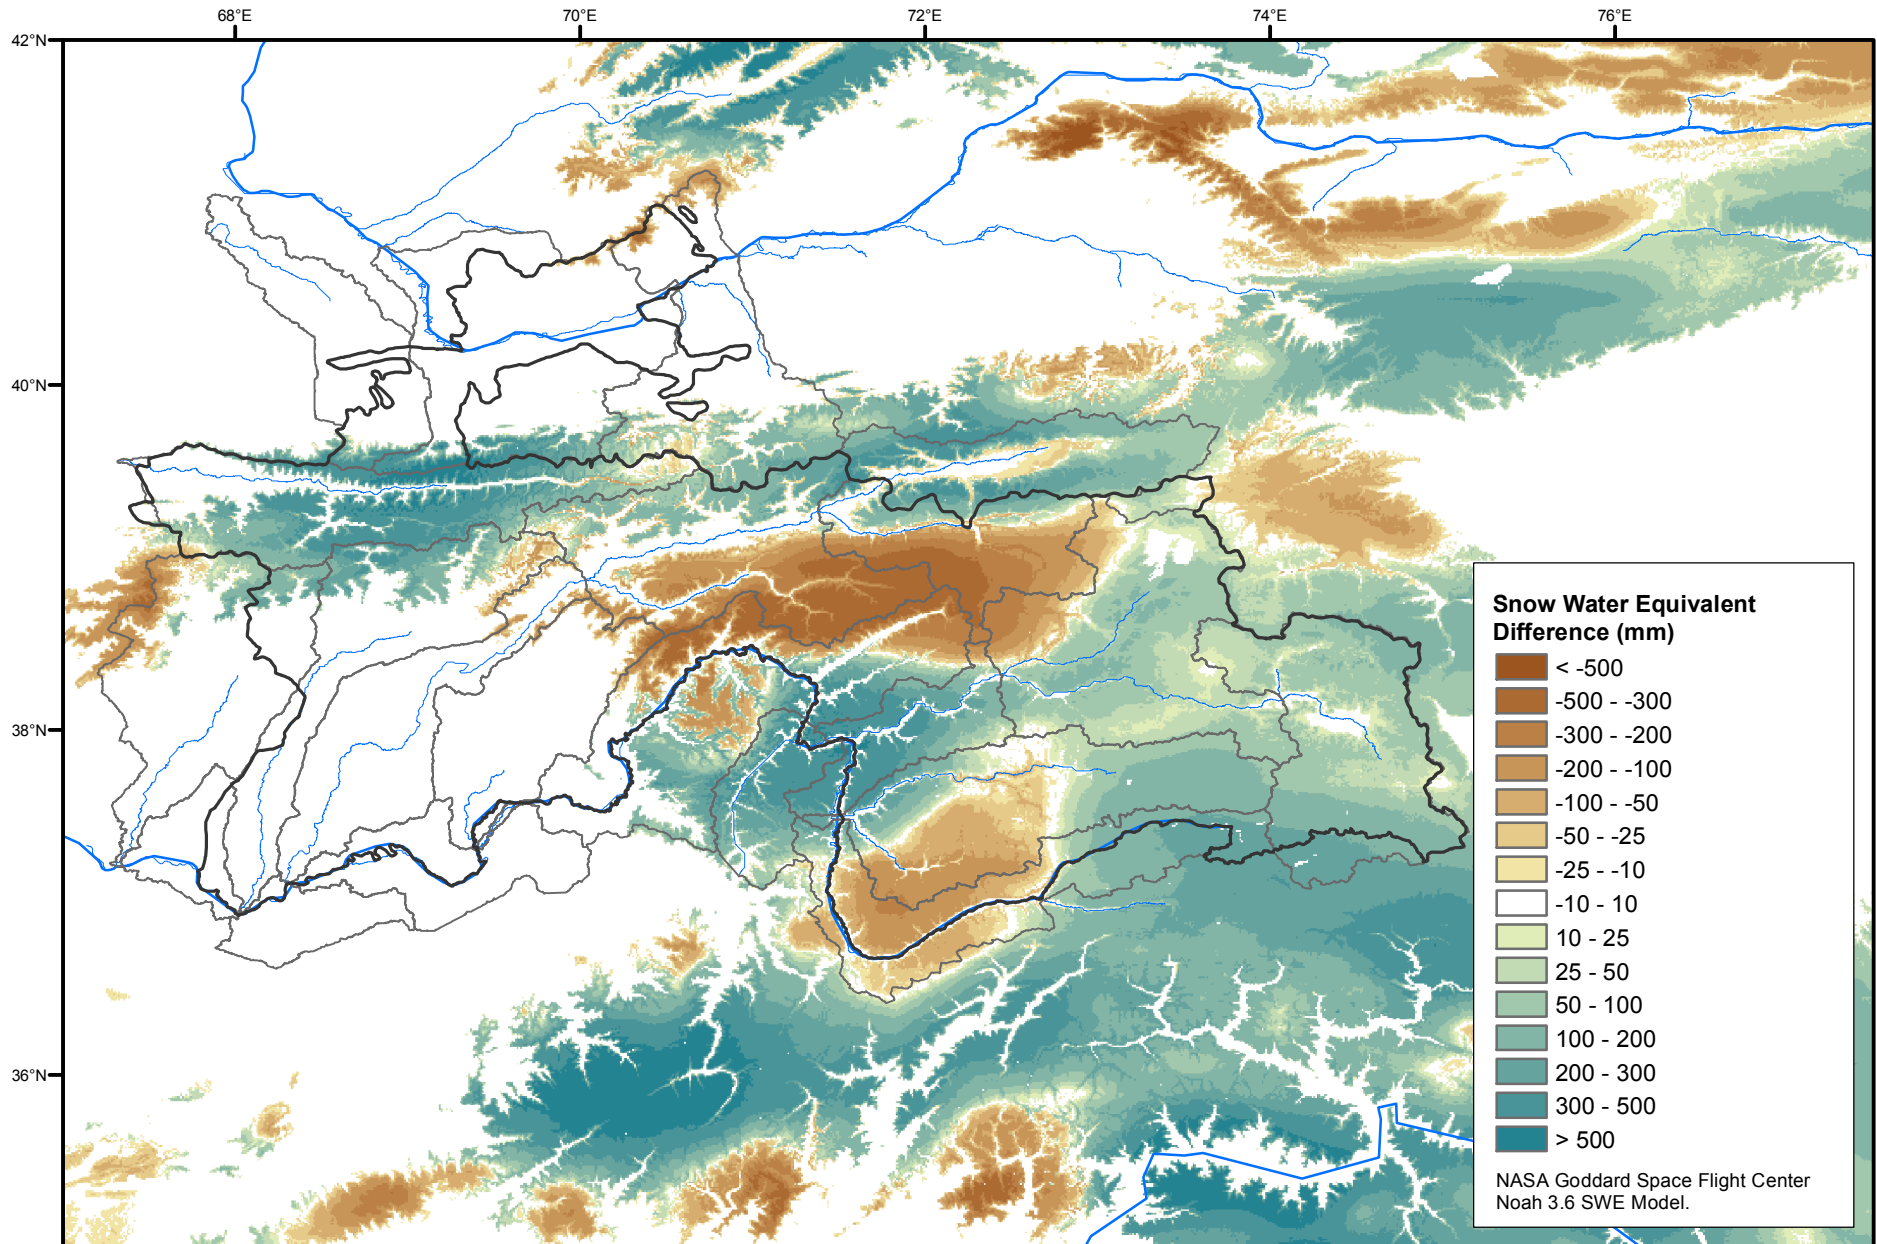 68°E
70°E
72°E
74°E
76°E
42°N
40°N
38°N
36°N
Snow Water Equivalent
Difference (mm)
< -500
-500 - -300
-300 - -200
-200 - -100
-100 - -50
-50 - -25
-25 - -10
-10 - 10
10 - 25
25 - 50
50 - 100
100 - 200
200 - 300
300 - 500
> 500
NASA Goddard Space Flight Center
Noah 3.6 SWE Model.